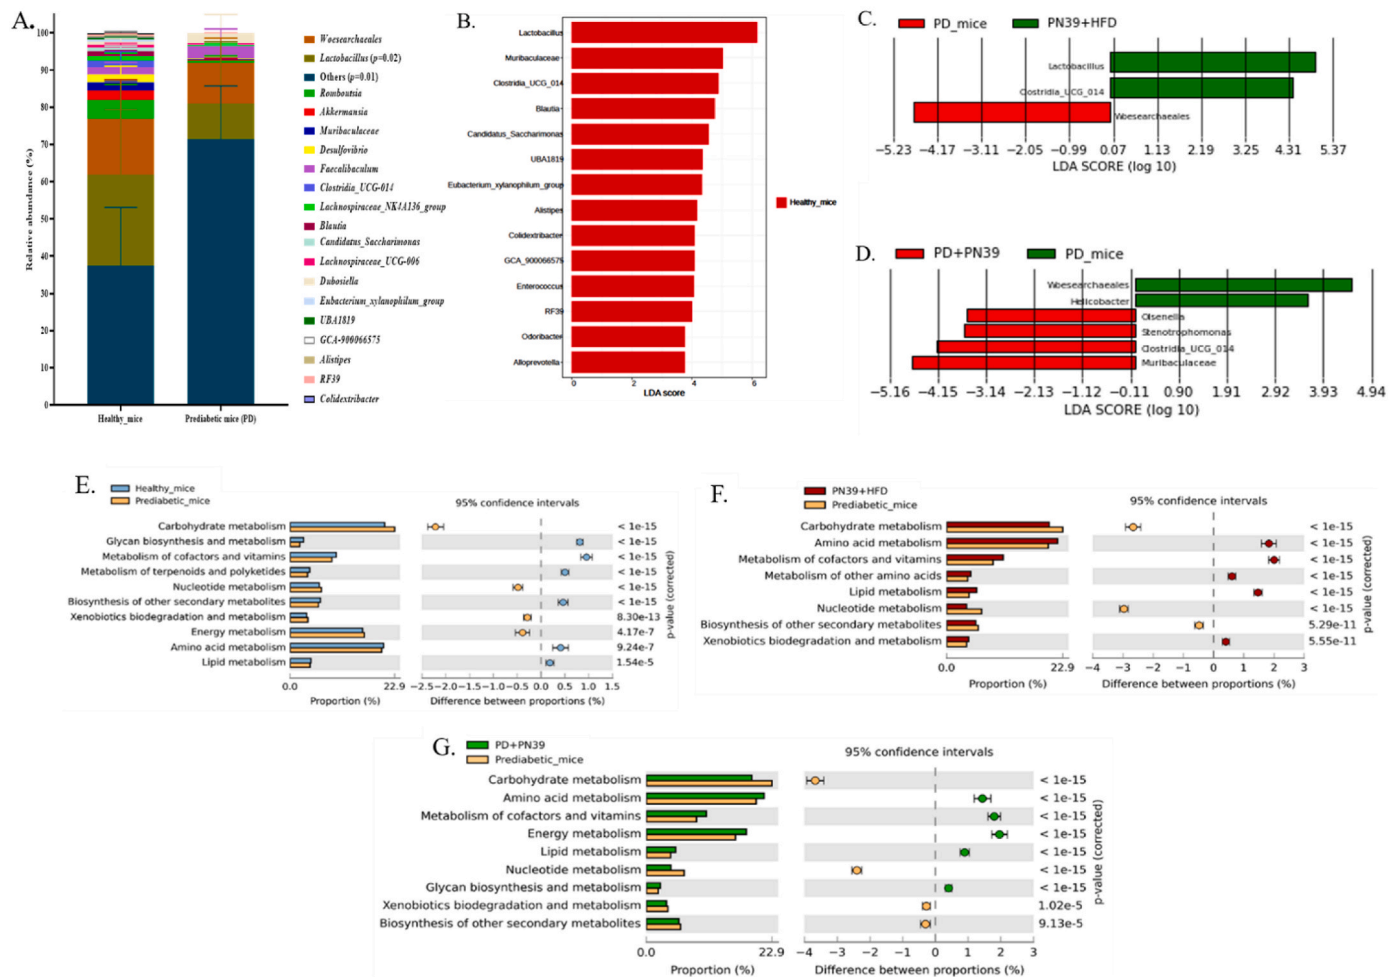 A.
Relative abundance (%)
100
90
80
70
60
50
40
30
20
10
0
Healthy_mice
Prediabetic mice (PD)
Woesearchaeales
Lactobacillus (p=0.02)
Others (p=0.01)
Romboutsia
Akkermansia
Muribaculaceae
Desulfovibrio
Faecalibaculum
Clostridia_UCG-014
Lachnospiraceae_NK4A136_group
Blautia
Candidatus_Saccharimonas
Lachnospiraceae_UCG-006
Dubosiella
Eubacterium_xylanophilum_group
UBA1819
GCA-900066575
Alistipes
RF39
Colidextribacter
B.
Lactobacillus
Muribaculaceae
Clostridia_UCG_014
Blautia
Candidatus_Saccharimonas
UBA1819
Eubacterium_xylanophilum_group
Alistipes
Colidextribacter
GCA_900066575
Enterococcus
RF39
Odoribacter
Alloprevotella
0 2 4 6
LDA score
Healthy_mice
C.
PD_mice PN39+HFD
Lactobacillus
Clostridia_UCG_014
Woesearchaeales
−5.23 −4.17 −3.11 −2.05 −0.99 0.07 1.13 2.19 3.25 4.31 5.37
LDA SCORE (log 10)
D.
PD+PN39 PD_mice
Woesearchaeales
Helicobacter
Olsenella
Stenotrophomonas
Clostridia_UCG_014
Muribaculaceae
−5.16 −4.15 −3.14 −2.13 −1.12 −0.11 0.90 1.91 2.92 3.93 4.94
LDA SCORE (log 10)
E.
Healthy_mice
Prediabetic_mice
95% confidence intervals
Carbohydrate metabolism < 1e-15
Glycan biosynthesis and metabolism < 1e-15
Metabolism of cofactors and vitamins < 1e-15
Metabolism of terpenoids and polyketides < 1e-15
Nucleotide metabolism < 1e-15
Biosynthesis of other secondary metabolites < 1e-15
Xenobiotics biodegradation and metabolism 8.30e-13
Energy metabolism 4.17e-7
Amino acid metabolism 9.24e-7
Lipid metabolism 1.54e-5
p-value (corrected)
0.0 22.9 −2.5 −2.0 −1.5 −1.0 −0.5 0.0 0.5 1.0 1.5
Proportion (%) Difference between proportions (%)
F.
PN39+HFD
Prediabetic_mice
95% confidence intervals
Carbohydrate metabolism < 1e-15
Amino acid metabolism < 1e-15
Metabolism of cofactors and vitamins < 1e-15
Metabolism of other amino acids < 1e-15
Lipid metabolism < 1e-15
Nucleotide metabolism < 1e-15
Biosynthesis of other secondary metabolites 5.29e-11
Xenobiotics biodegradation and metabolism 5.55e-11
p-value (corrected)
0.0 22.9 −4 −3 −2 −1 0 1 2 3
Proportion (%) Difference between proportions (%)
G.
PD+PN39
Prediabetic_mice
95% confidence intervals
Carbohydrate metabolism < 1e-15
Amino acid metabolism < 1e-15
Metabolism of cofactors and vitamins < 1e-15
Energy metabolism < 1e-15
Lipid metabolism < 1e-15
Nucleotide metabolism < 1e-15
Glycan biosynthesis and metabolism < 1e-15
Xenobiotics biodegradation and metabolism 1.02e-5
Biosynthesis of other secondary metabolites 9.13e-5
p-value (corrected)
0.0 22.9 −4 −3 −2 −1 0 1 2 3
Proportion (%) Difference between proportions (%)